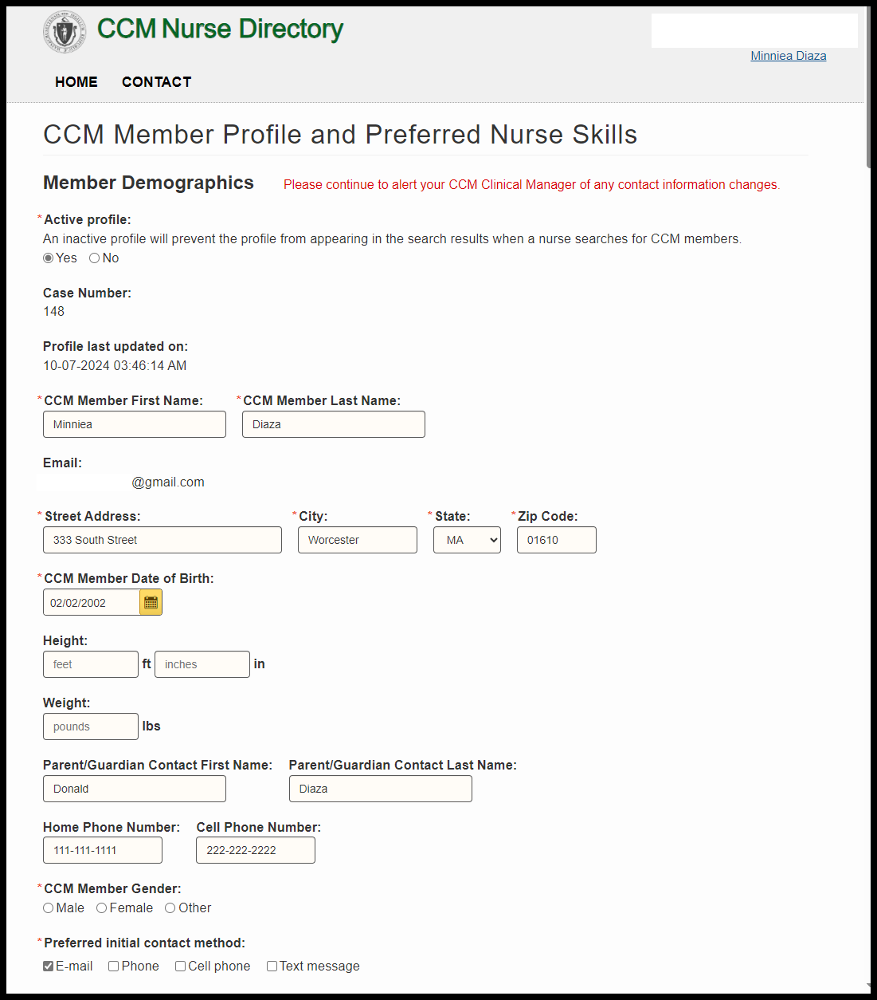 CCM Nurse Directory
Minniea Diaza
HOME CONTACT
CCM Member Profile and Preferred Nurse Skills
Member Demographics Please continue to alert your CCM Clinical Manager of any contact information changes.
* Active profile:
An inactive profile will prevent the profile from appearing in the search results when a nurse searches for CCM members.
Yes No
Case Number:
148
Profile last updated on:
10-07-2024 03:46:14 AM
* CCM Member First Name: * CCM Member Last Name:
Minniea Diaza
Email:
@gmail.com
* Street Address: * City: * State: * Zip Code:
333 South Street Worcester MA 01610
* CCM Member Date of Birth:
02/02/2002
Height:
feet ft inches in
Weight:
pounds lbs
Parent/Guardian Contact First Name: Parent/Guardian Contact Last Name:
Donald Diaza
Home Phone Number: Cell Phone Number:
111-111-1111 222-222-2222
* CCM Member Gender:
Male Female Other
* Preferred initial contact method:
E-mail Phone Cell phone Text message